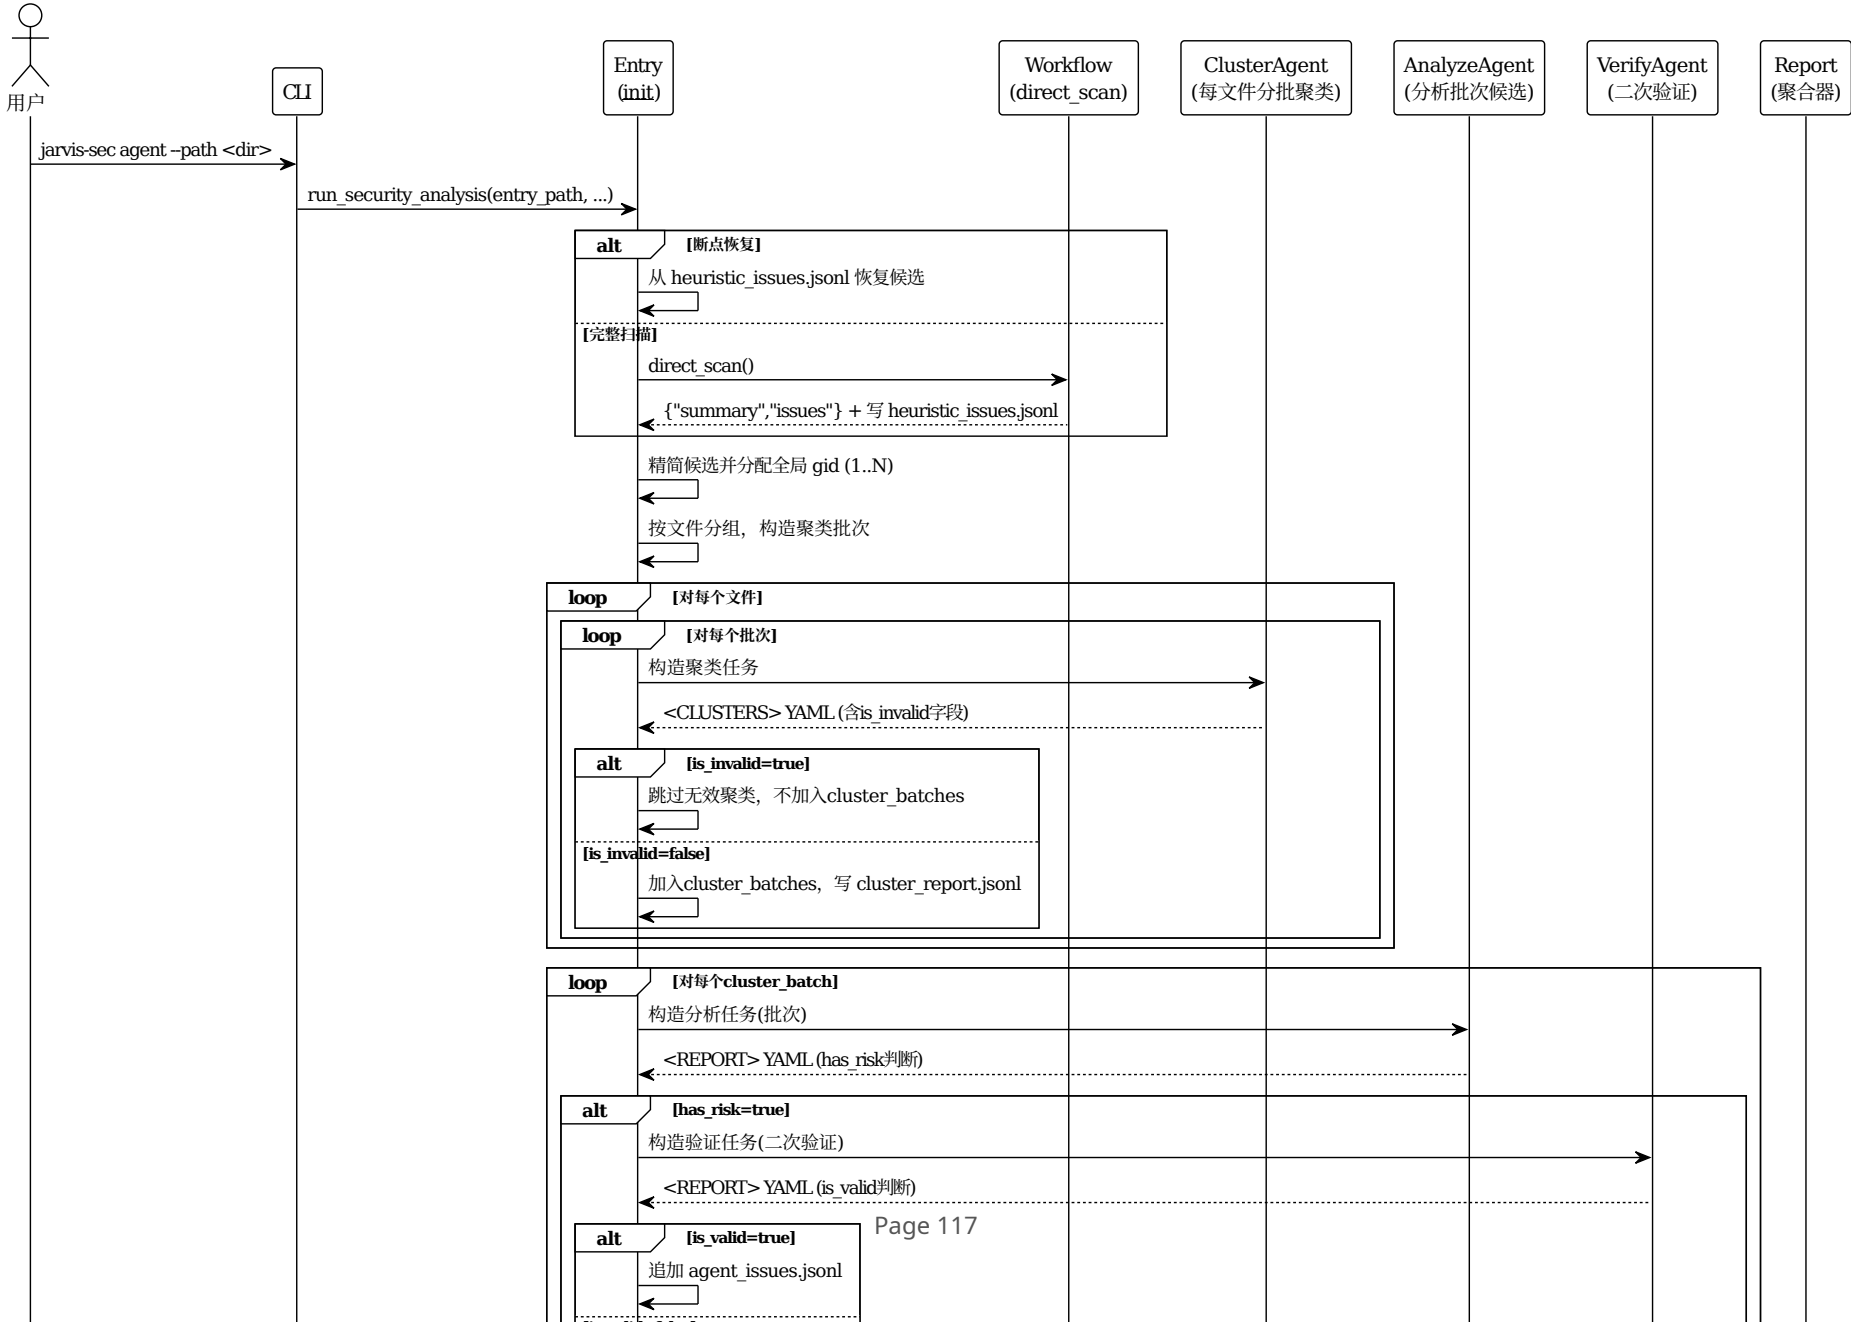 用户
CLI
Entry
(init)
Workflow
(direct_scan)
ClusterAgent
(每文件分批聚类)
AnalyzeAgent
(分析批次候选)
VerifyAgent
(二次验证)
Report
(聚合器)
jarvis-sec agent --path <dir>
run_security_analysis(entry_path, ...)
alt [断点恢复]
从 heuristic_issues.jsonl 恢复候选
[完整扫描]
direct_scan()
{"summary","issues"} + 写 heuristic_issues.jsonl
精简候选并分配全局 gid (1..N)
按文件分组，构造聚类批次
loop [对每个文件]
loop [对每个批次]
构造聚类任务
<CLUSTERS> YAML (含is_invalid字段)
alt [is_invalid=true]
跳过无效聚类，不加入cluster_batches
[is_invalid=false]
加入cluster_batches，写 cluster_report.jsonl
loop [对每个cluster_batch]
构造分析任务(批次)
<REPORT> YAML (has_risk判断)
alt [has_risk=true]
构造验证任务(二次验证)
<REPORT> YAML (is_valid判断)
Page 117
alt [is_valid=true]
追加 agent_issues.jsonl